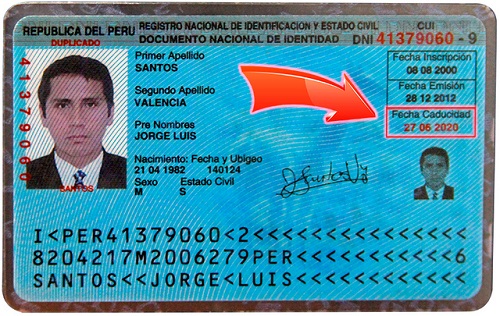 REPUBLICA DEL PERU
DUPLICADO
REGISTRO NACIONAL DE IDENTIFICACION Y ESTADO CIVIL
DOCUMENTO NACIONAL DE IDENTIDAD
CUI
DNI 41379060 - 9
41379060
SANTOS
Primer Apellido
SANTOS
Segundo Apellido
VALENCIA
Pre Nombres
JORGE LUIS
Nacimiento: Fecha y Ubigeo
21 04 1982 140124
Sexo Estado Civil
M S
Fecha Inscripción
08 08 2000
Fecha Emisión
28 12 2012
Fecha Caducidad
27 06 2020
I<PER41379060<2<<<<<<<<<<<<<<<
8204217M2006279PER<<<<<<<<<<<6
SANTOS<<JORGE<LUIS<<<<<<<<<<<<